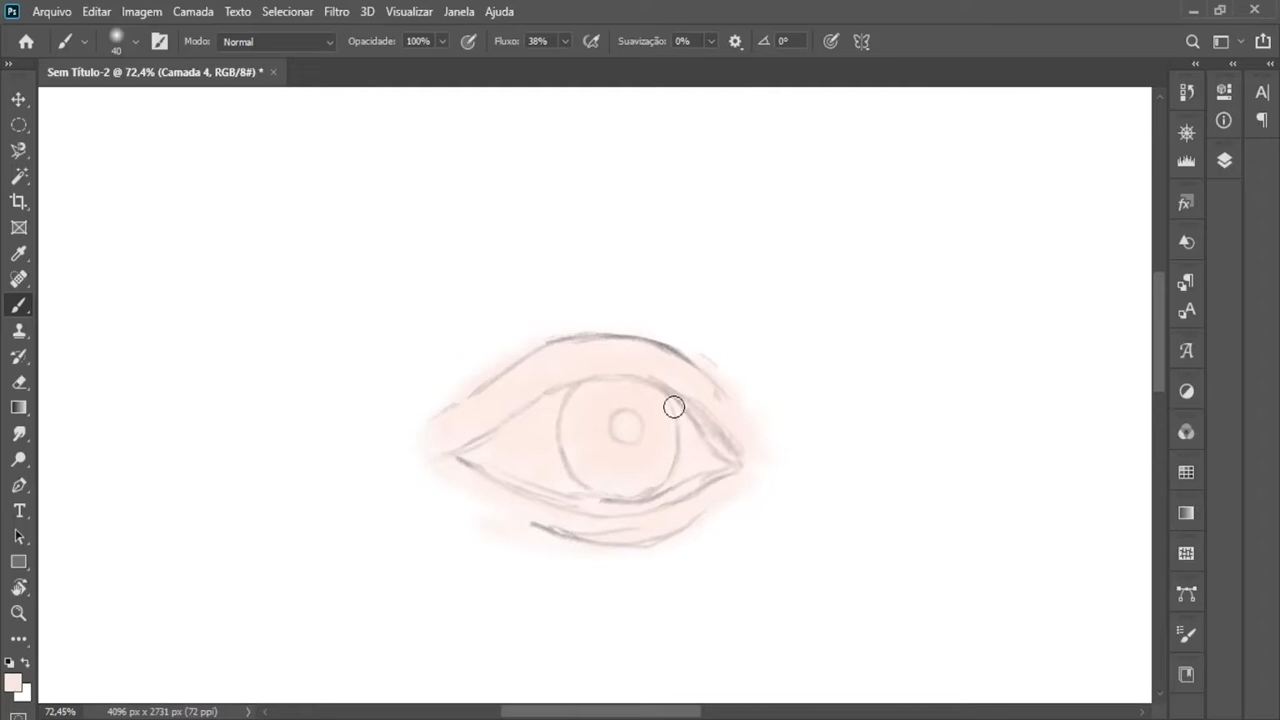 Ps Arquivo Editar Imagem Camada Texto Selecionar Filtro 3D Visualizar Janela Ajuda
40 Modo: Normal Opacidade: 100% Fluxo: 38% Suavização: 0% 0°
Sem Título-2 @ 72,4% (Camada 4, RGB/8#) * ×
72,45% 4096 px x 2731 px (72 ppi)